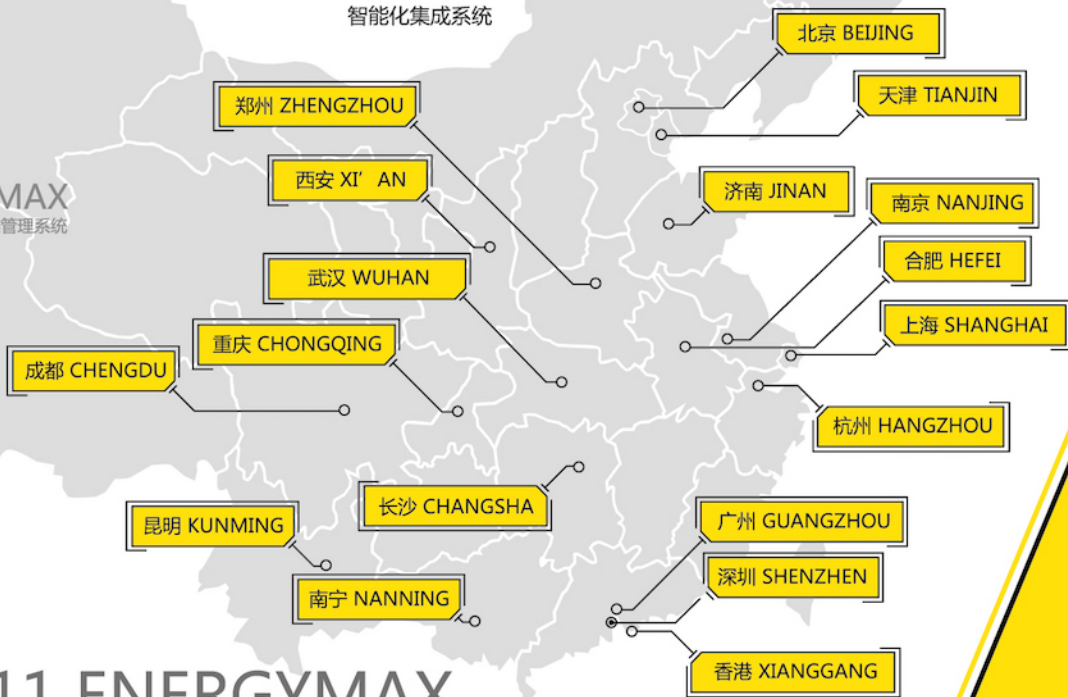 智能化集成系统
北京 BEIJING
天津 TIANJIN
郑州 ZHENGZHOU
西安 XI’ AN
济南 JINAN
MAX
管理系统
南京 NANJING
合肥 HEFEI
武汉 WUHAN
上海 SHANGHAI
重庆 CHONGQING
成都 CHENGDU
杭州 HANGZHOU
长沙 CHANGSHA
广州 GUANGZHOU
昆明 KUNMING
深圳 SHENZHEN
南宁 NANNING
香港 XIANGGANG
11 ENERGYMAX